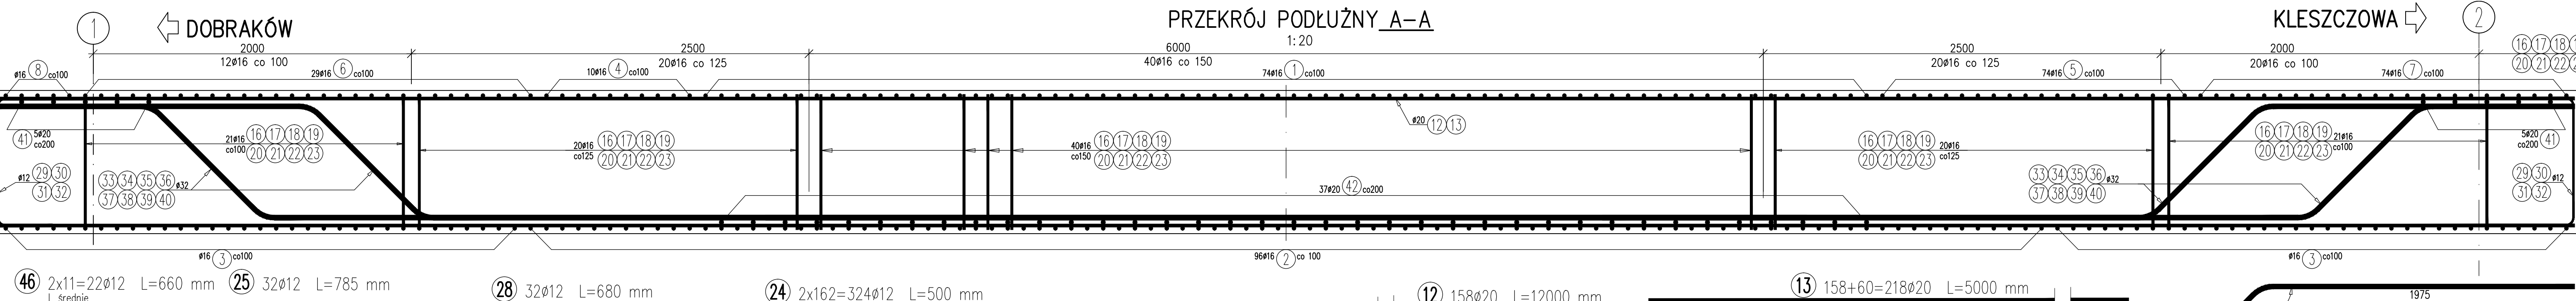 1 DOBRAKÓW PRZEKRÓJ PODŁUŻNY A-A KLESZCZOWA 2
1:20
2000 2500 6000 2500 2000
12ø16 co 100 20ø16 co 125 40ø16 co 150 20ø16 co 125 20ø16 co 100
16 17 18
20 21 22
ø16 8 co100 29ø16 6 co100 10ø16 4 co100 74ø16 1 co100 74ø16 5 co100 74ø16 7 co100
ø20 12 13
41 5ø20 co200
21ø16 co100 16 17 18 19
20 21 22 23
20ø16 co125 16 17 18 19
20 21 22 23
40ø16 co150 16 17 18 19
20 21 22 23
16 17 18 19 20ø16 co125
20 21 22 23
16 17 18 19 21ø16 co100
20 21 22 23
5ø20 co200 41
ø12 29 30
31 32
33 34 35 36 ø32
37 38 39 40
37ø20 42 co200
33 34 35 36 ø32
37 38 39 40
29 30 ø12
31 32
ø16 3 co100 96ø16 2 co 100 ø16 3 co100
46 2x11=22ø12 L=660 mm
L średnie
25 32ø12 L=785 mm
28 32ø12 L=680 mm
24 2x162=324ø12 L=500 mm
12 158ø20 L=12000 mm
13 158+60=218ø20 L=5000 mm
1975